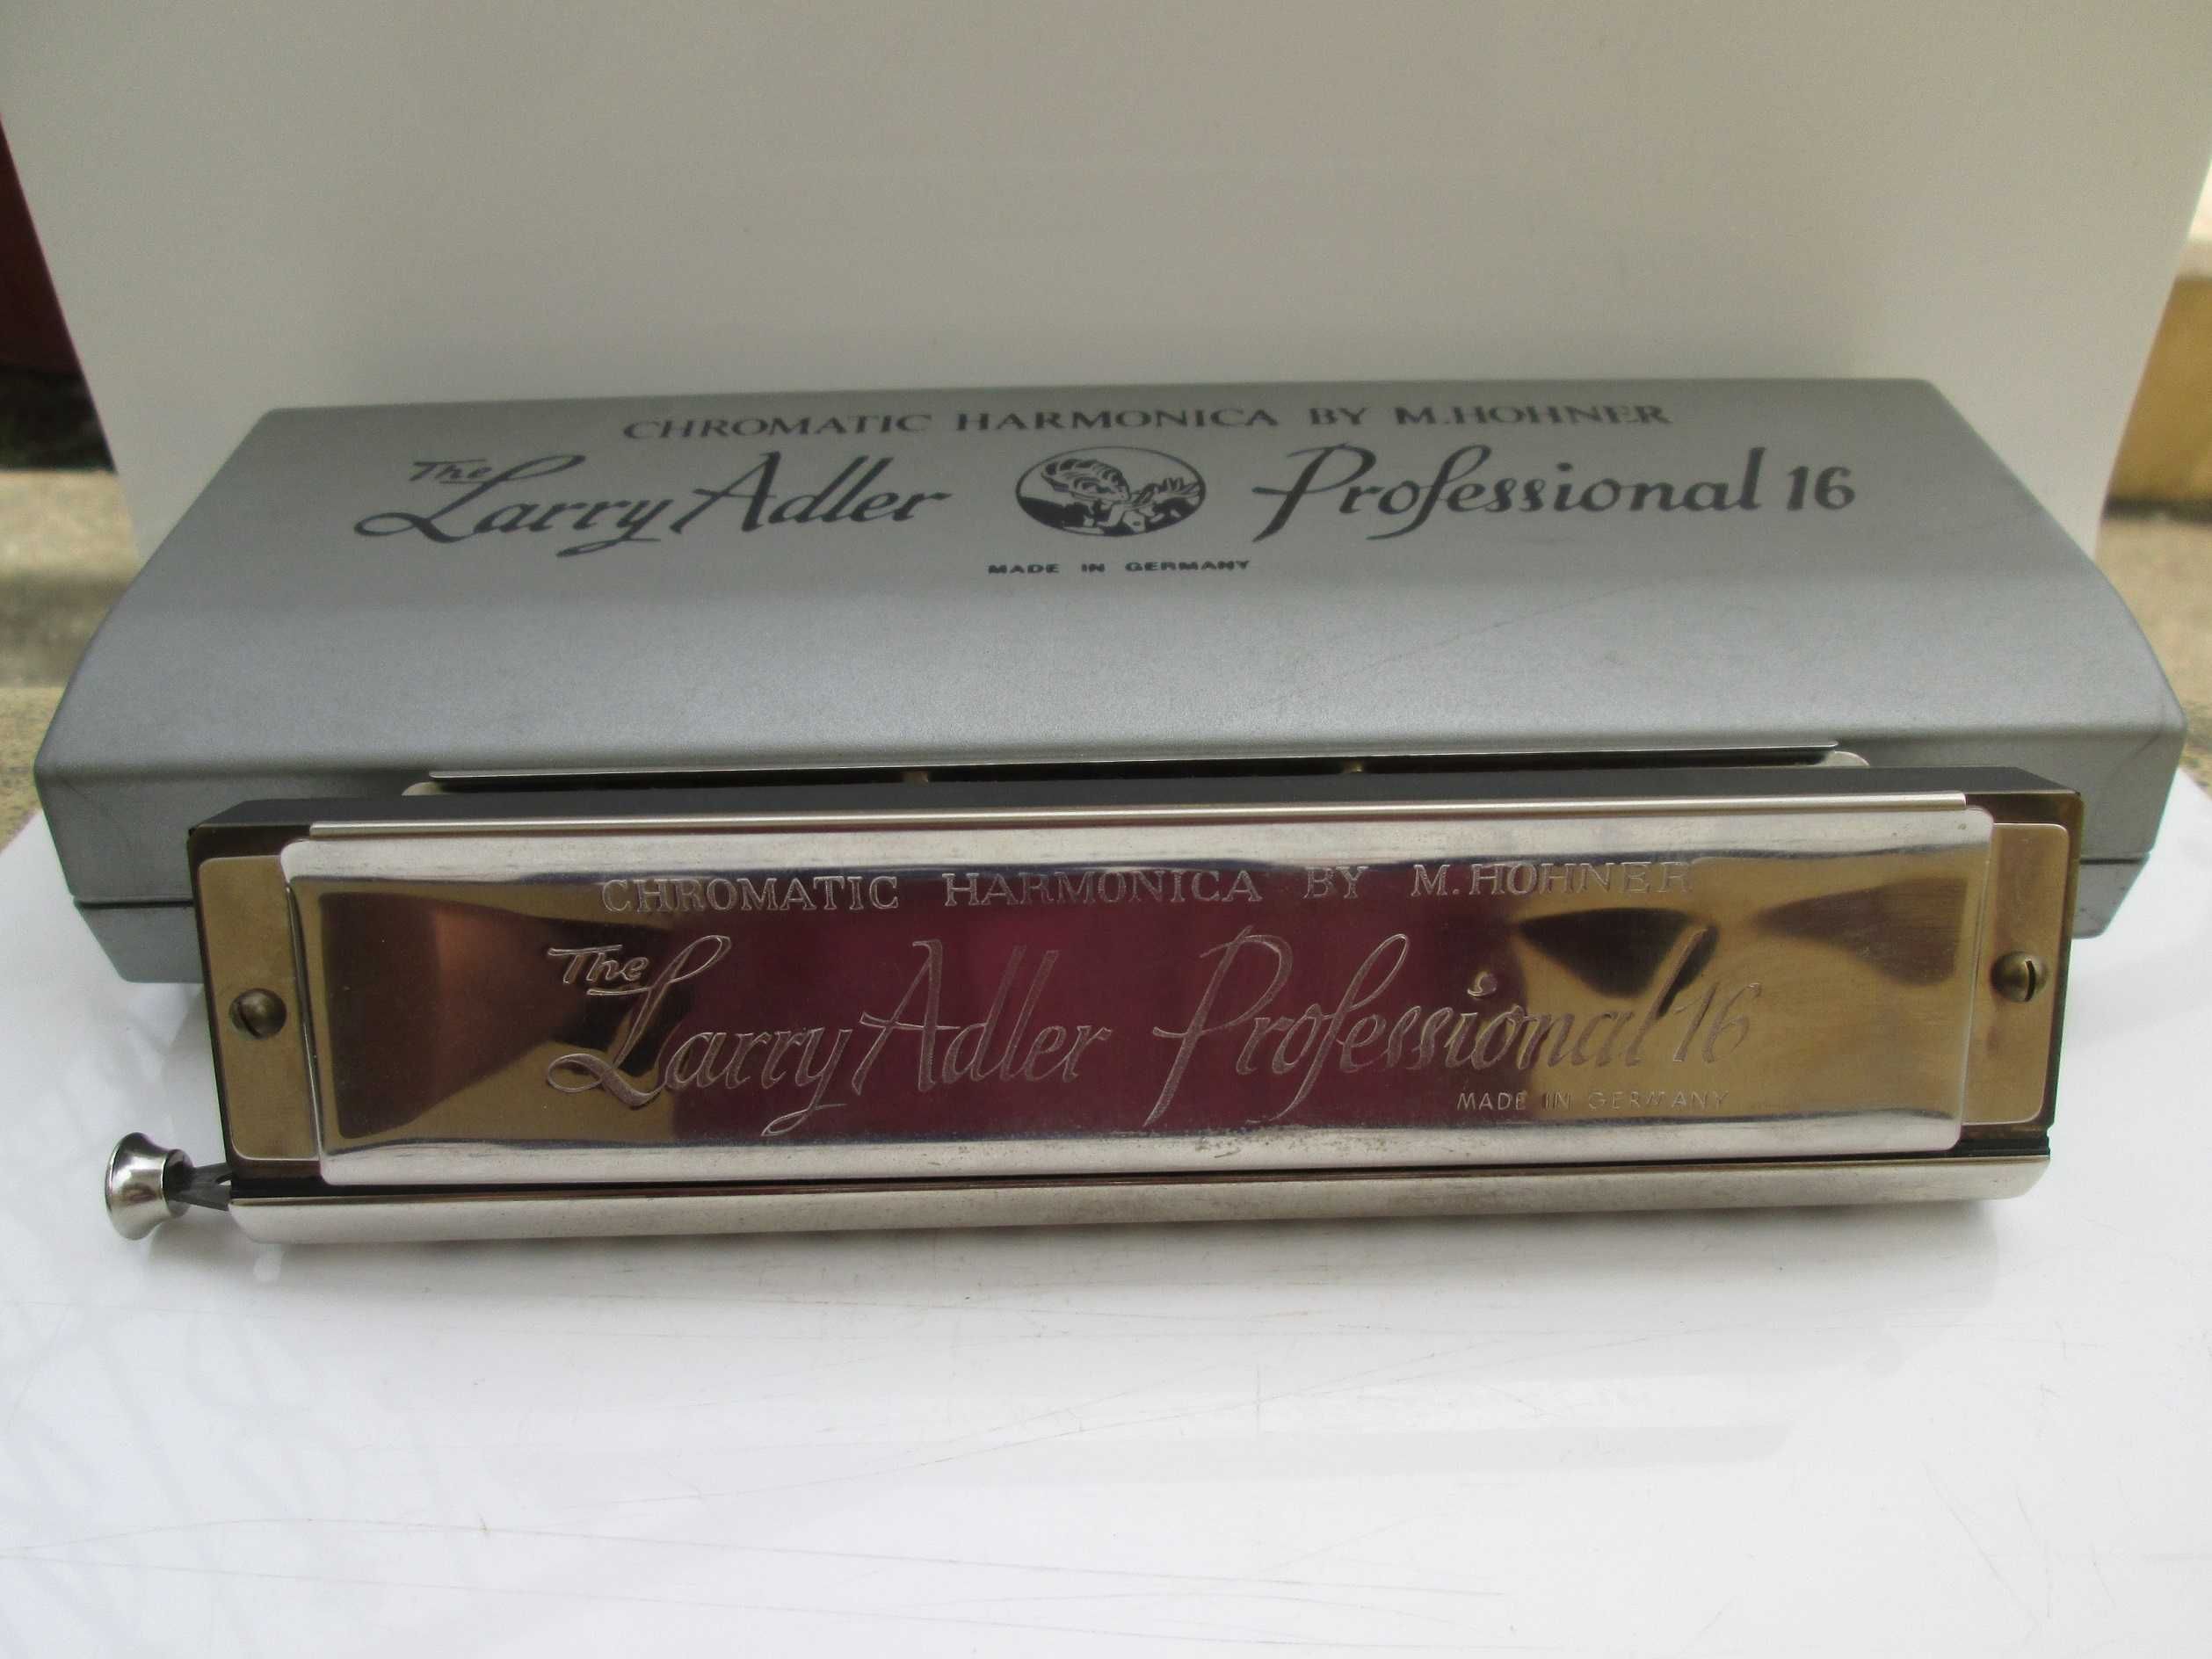 CHROMATIC HARMONICA BY M.HOHNER
The Larry Adler Professional 16
MADE IN GERMANY
CHROMATIC HARMONICA BY M.HOHNER
The Larry Adler Professional 16
MADE IN GERMANY